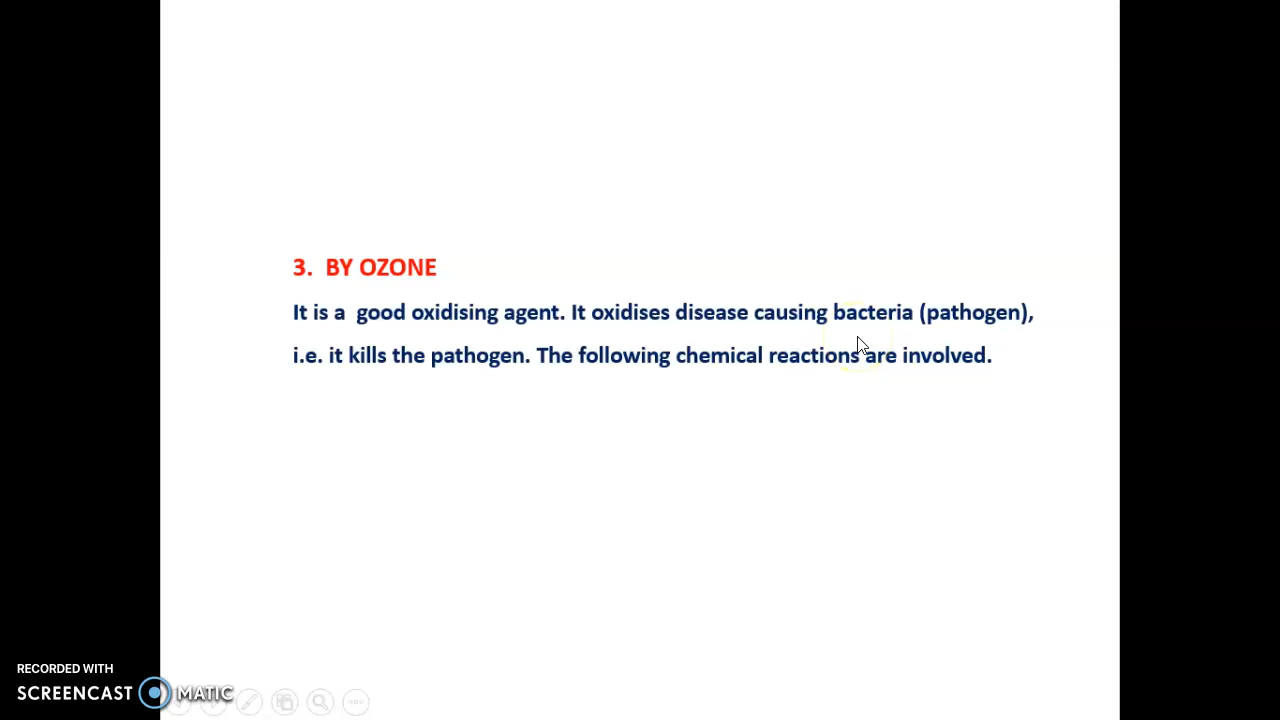 3. BY OZONE
It is a good oxidising agent. It oxidises disease causing bacteria (pathogen),
i.e. it kills the pathogen. The following chemical reactions are involved.
RECORDED WITH
SCREENCAST MATIC